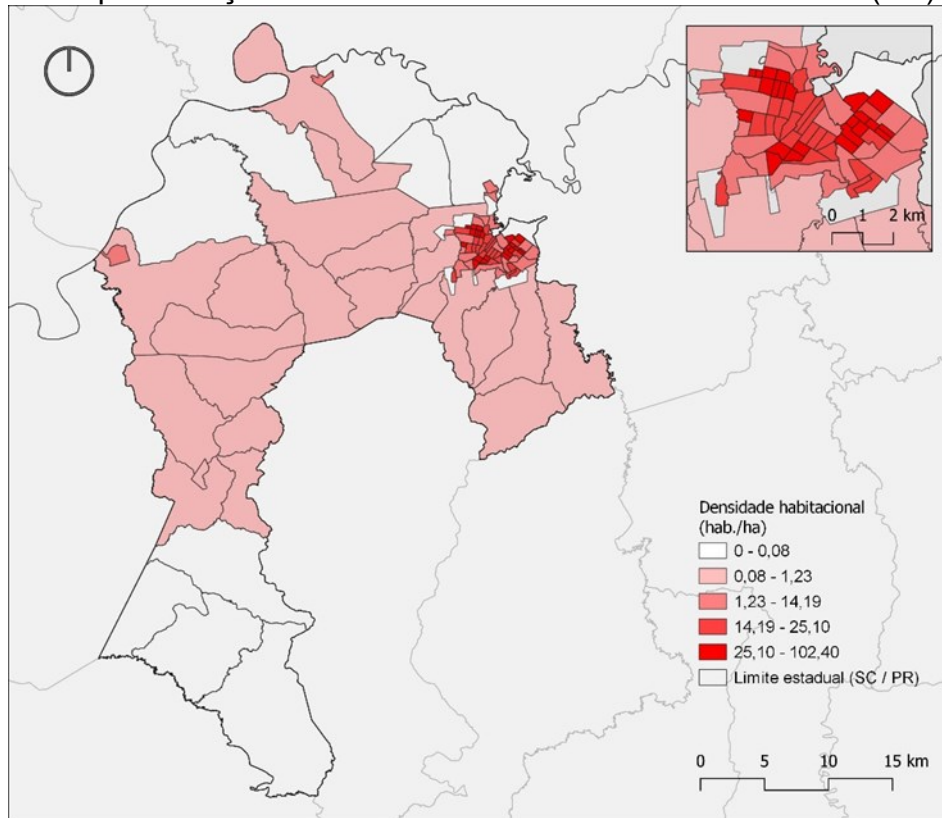 0 1 2 km
Densidade habitacional
(hab./ha)
0 - 0,08
0,08 - 1,23
1,23 - 14,19
14,19 - 25,10
25,10 - 102,40
Limite estadual (SC / PR)
0 5 10 15 km